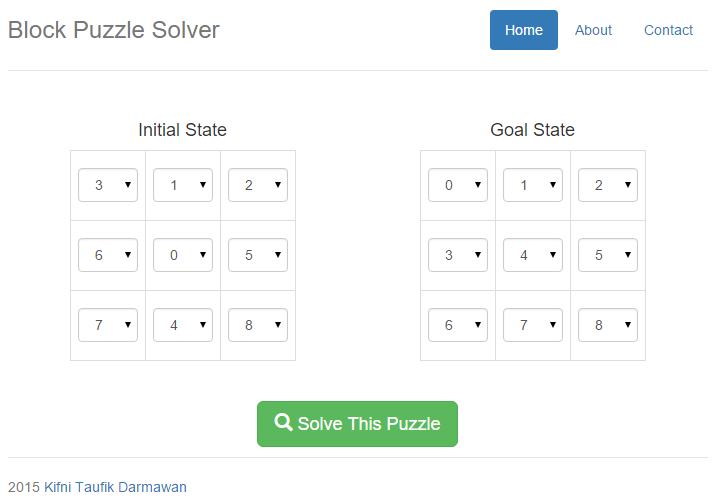 Block Puzzle Solver Home About Contact
Initial State Goal State
3 1 2 0 1 2
6 0 5 3 4 5
7 4 8 6 7 8
Solve This Puzzle
2015 Kifni Taufik Darmawan